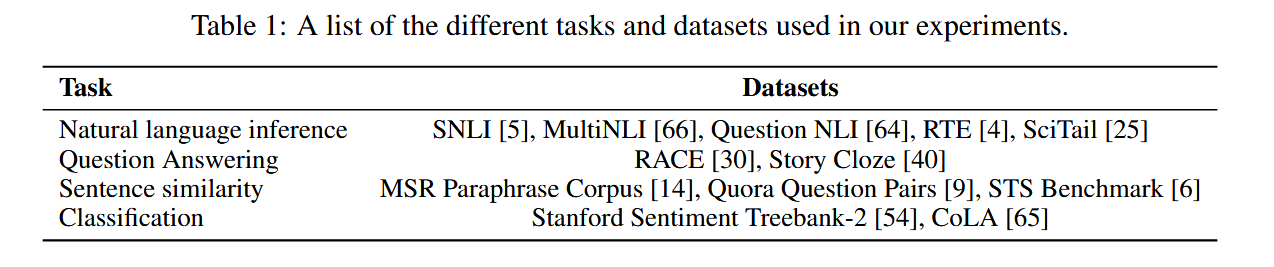 Table 1: A list of the different tasks and datasets used in our experiments.
Task Datasets
Natural language inference SNLI [5], MultiNLI [66], Question NLI [64], RTE [4], SciTail [25]
Question Answering RACE [30], Story Cloze [40]
Sentence similarity MSR Paraphrase Corpus [14], Quora Question Pairs [9], STS Benchmark [6]
Classification Stanford Sentiment Treebank-2 [54], CoLA [65]